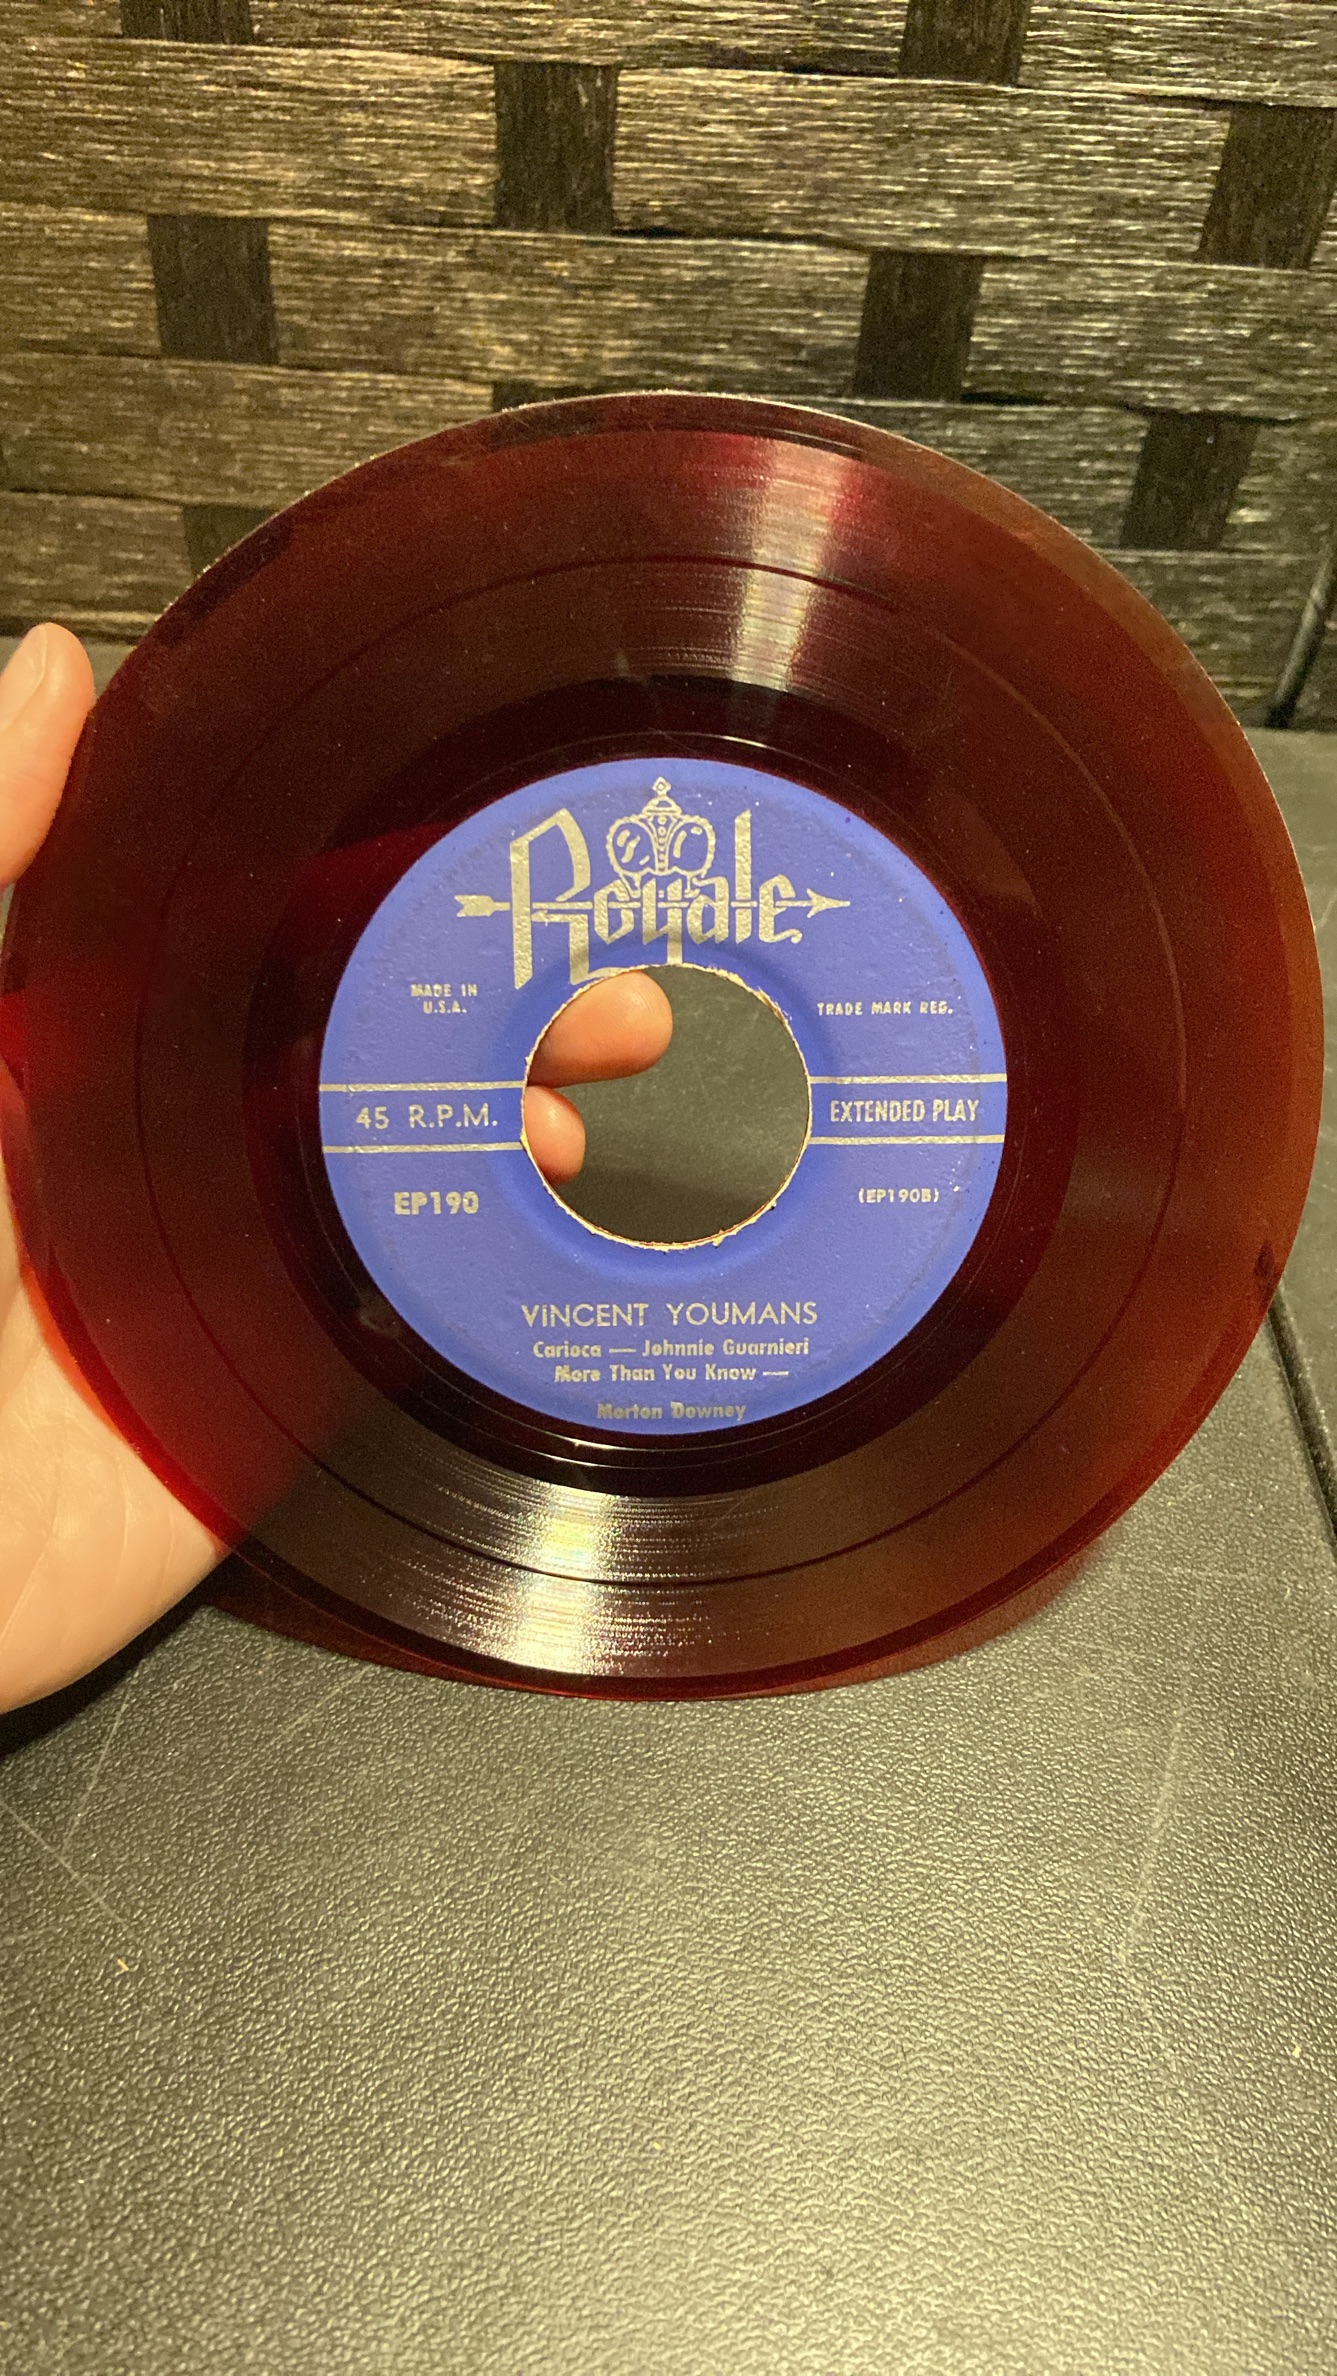 Royale
MADE IN
U.S.A.
TRADE MARK REG.
45 R.P.M.
EXTENDED PLAY
EP190
(EP190B)
VINCENT YOUMANS
Carioca — Johnnie Guarnieri
More Than You Know —
Morton Downey